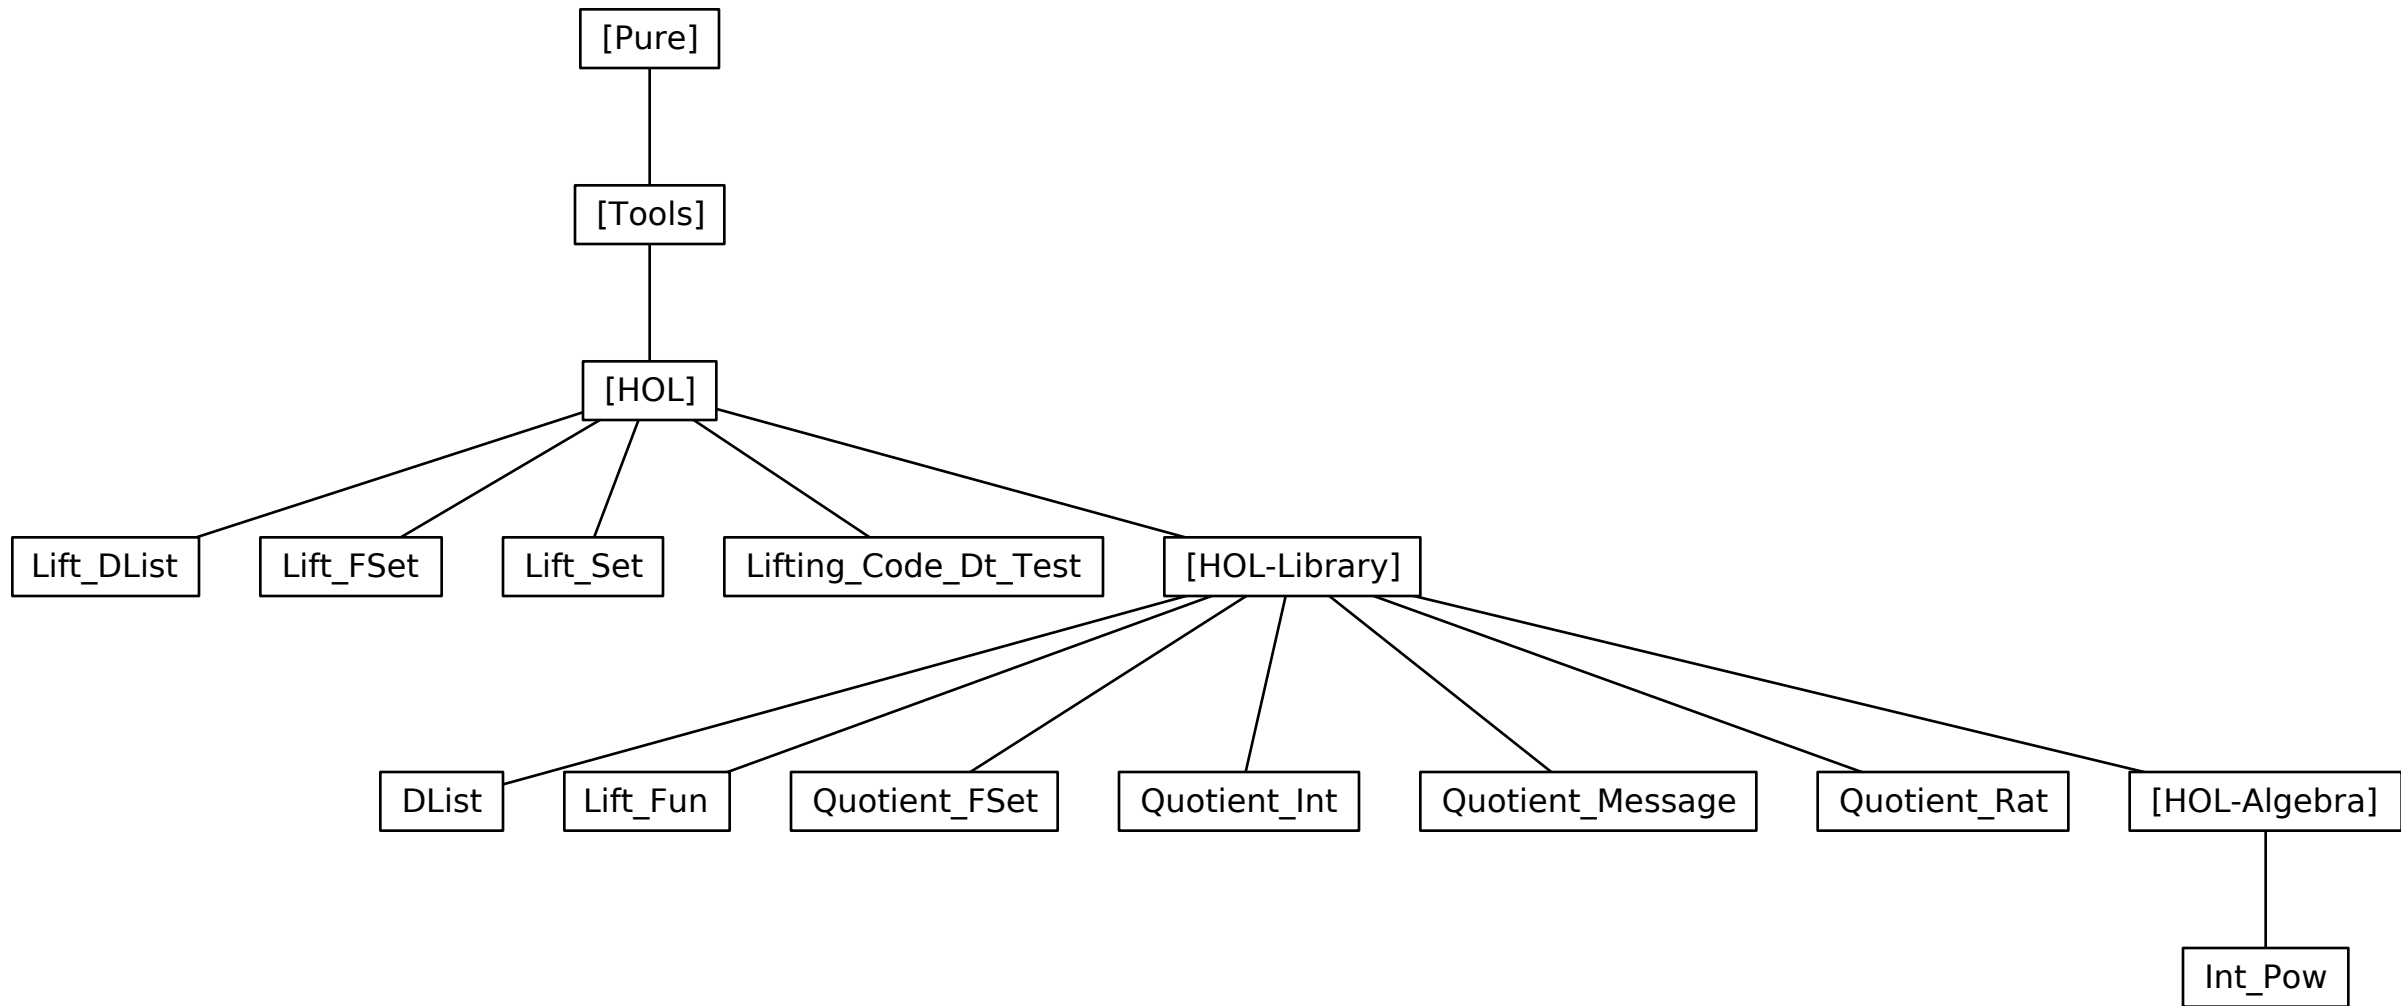 [Pure]
[Tools]
[HOL]
Lift_DList
Lift_FSet
Lift_Set
Lifting_Code_Dt_Test
[HOL-Library]
DList
Lift_Fun
Quotient_FSet
Quotient_Int
Quotient_Message
Quotient_Rat
[HOL-Algebra]
Int_Pow